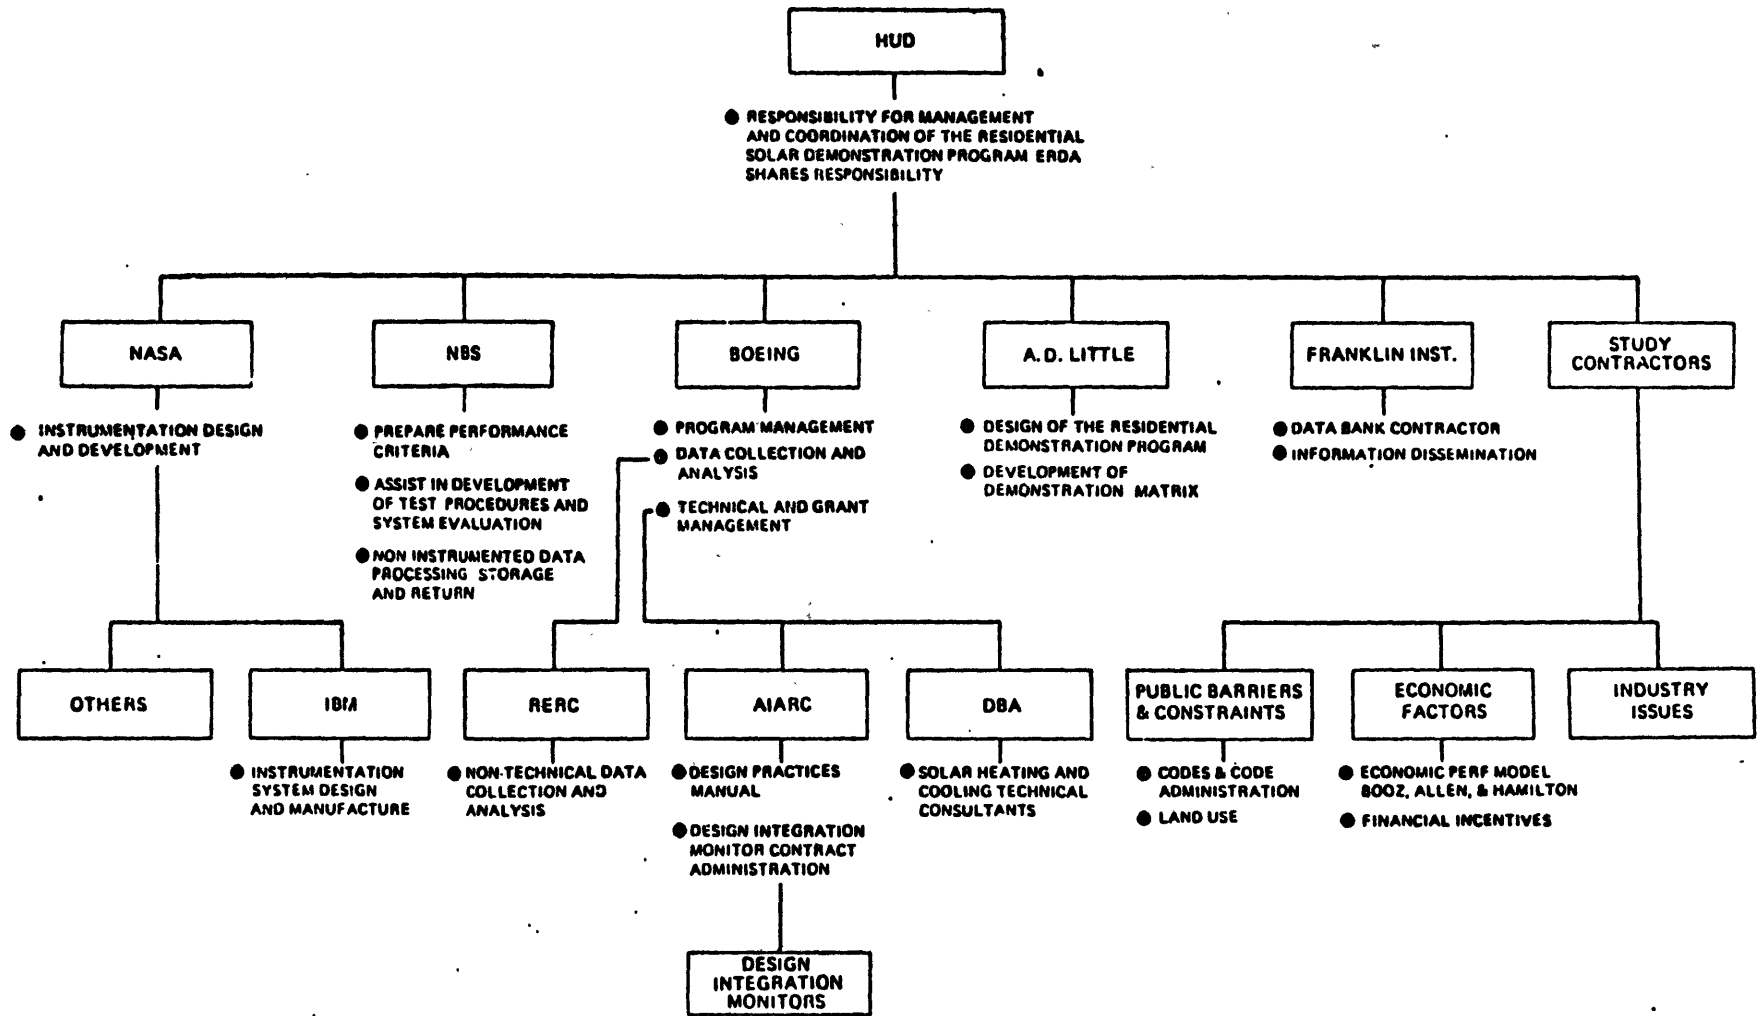 HUD
● RESPONSIBILITY FOR MANAGEMENT
AND COORDINATION OF THE RESIDENTIAL
SOLAR DEMONSTRATION PROGRAM ERDA
SHARES RESPONSIBILITY
NASA
● INSTRUMENTATION DESIGN
AND DEVELOPMENT
NBS
● PREPARE PERFORMANCE
CRITERIA
● ASSIST IN DEVELOPMENT
OF TEST PROCEDURES AND
SYSTEM EVALUATION
● NON INSTRUMENTED DATA
PROCESSING STORAGE
AND RETURN
BOEING
● PROGRAM MANAGEMENT
● DATA COLLECTION AND
ANALYSIS
● TECHNICAL AND GRANT
MANAGEMENT
A.D. LITTLE
● DESIGN OF THE RESIDENTIAL
DEMONSTRATION PROGRAM
● DEVELOPMENT OF
DEMONSTRATION MATRIX
FRANKLIN INST.
● DATA BANK CONTRACTOR
● INFORMATION DISSEMINATION
STUDY
CONTRACTORS
OTHERS
IBM
● INSTRUMENTATION
SYSTEM DESIGN
AND MANUFACTURE
RERC
● NON-TECHNICAL DATA
COLLECTION AND
ANALYSIS
AIARC
● DESIGN PRACTICES
MANUAL
● DESIGN INTEGRATION
MONITOR CONTRACT
ADMINISTRATION
DBA
● SOLAR HEATING AND
COOLING TECHNICAL
CONSULTANTS
PUBLIC BARRIERS
& CONSTRAINTS
● CODES & CODE
ADMINISTRATION
● LAND USE
ECONOMIC
FACTORS
● ECONOMIC PERF MODEL
BOOZ, ALLEN, & HAMILTON
● FINANCIAL INCENTIVES
INDUSTRY
ISSUES
DESIGN
INTEGRATION
MONITORS